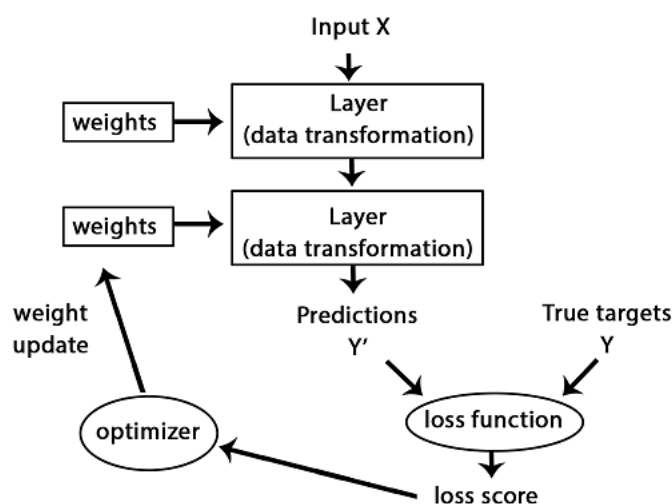 Input X
Layer
(data transformation)
weights
Layer
(data transformation)
weights
Predictions
Y'
True targets
Y
weight
update
optimizer
loss function
loss score